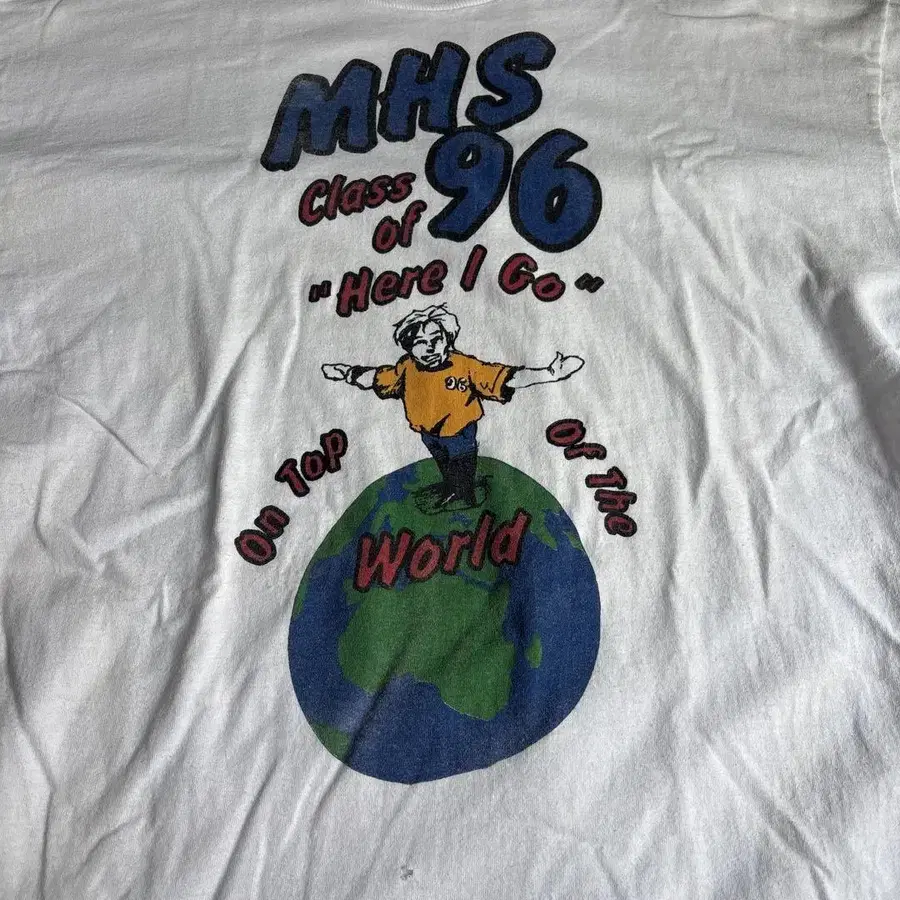 MHS
Class of 96
"Here I Go"
96
On Top Of The
World